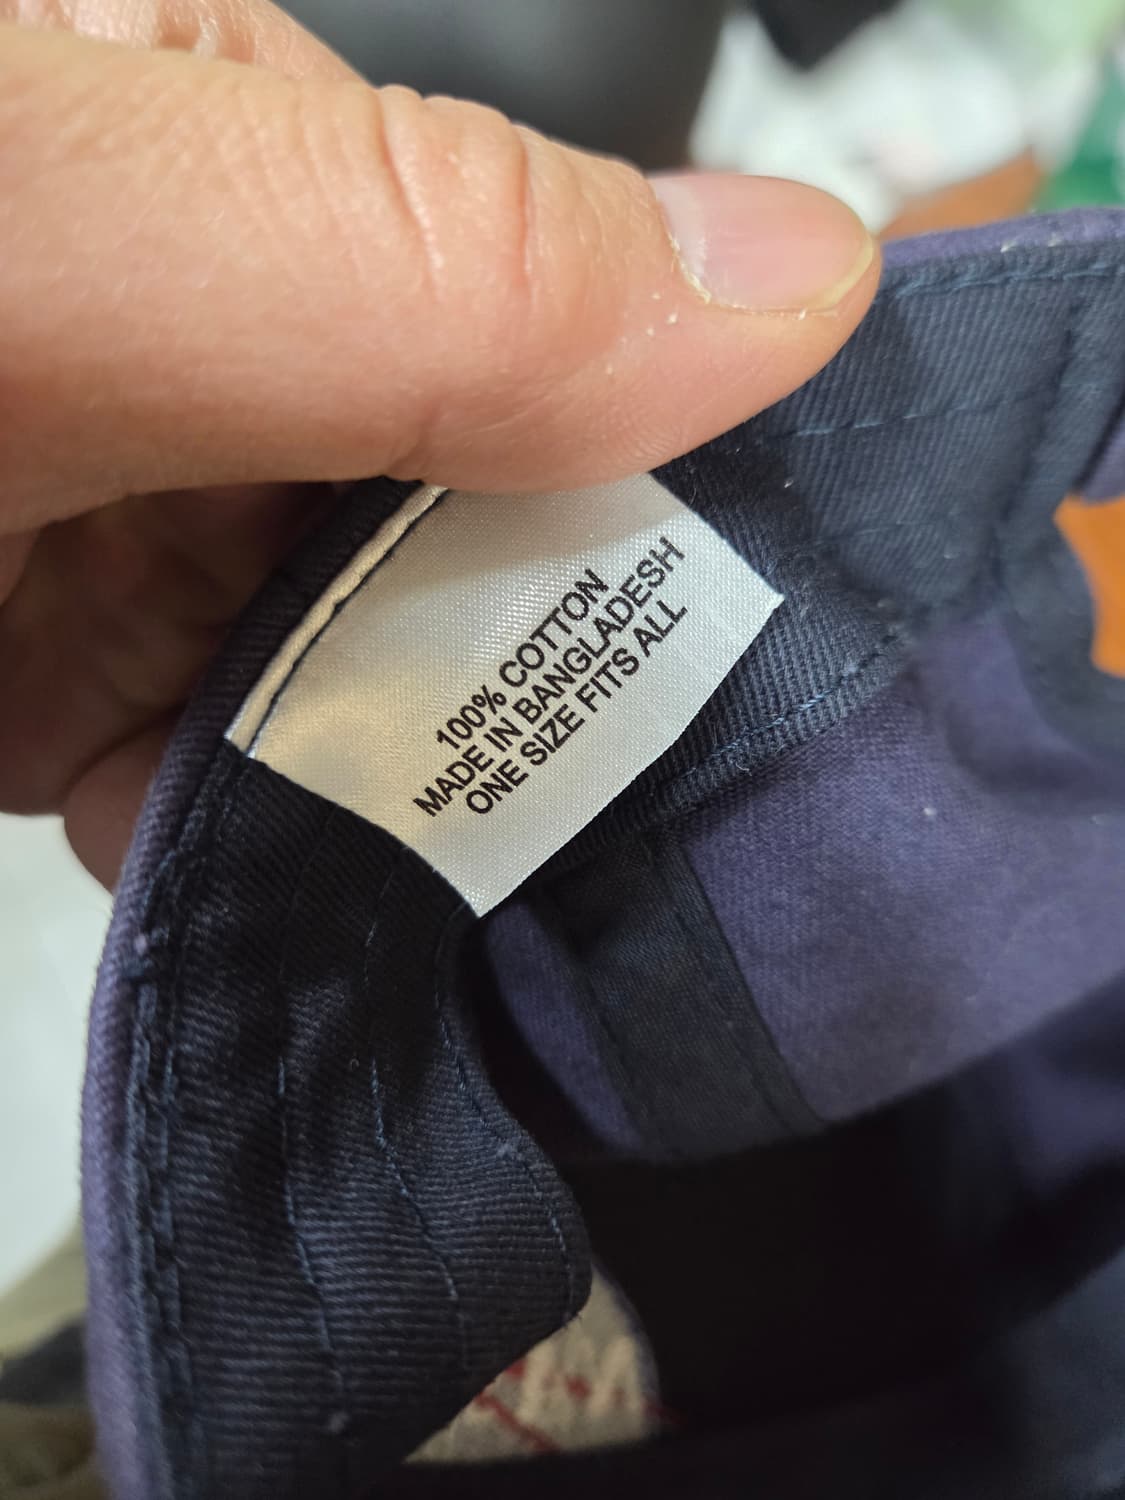 100% COTTON
MADE IN BANGLADESH
ONE SIZE FITS ALL